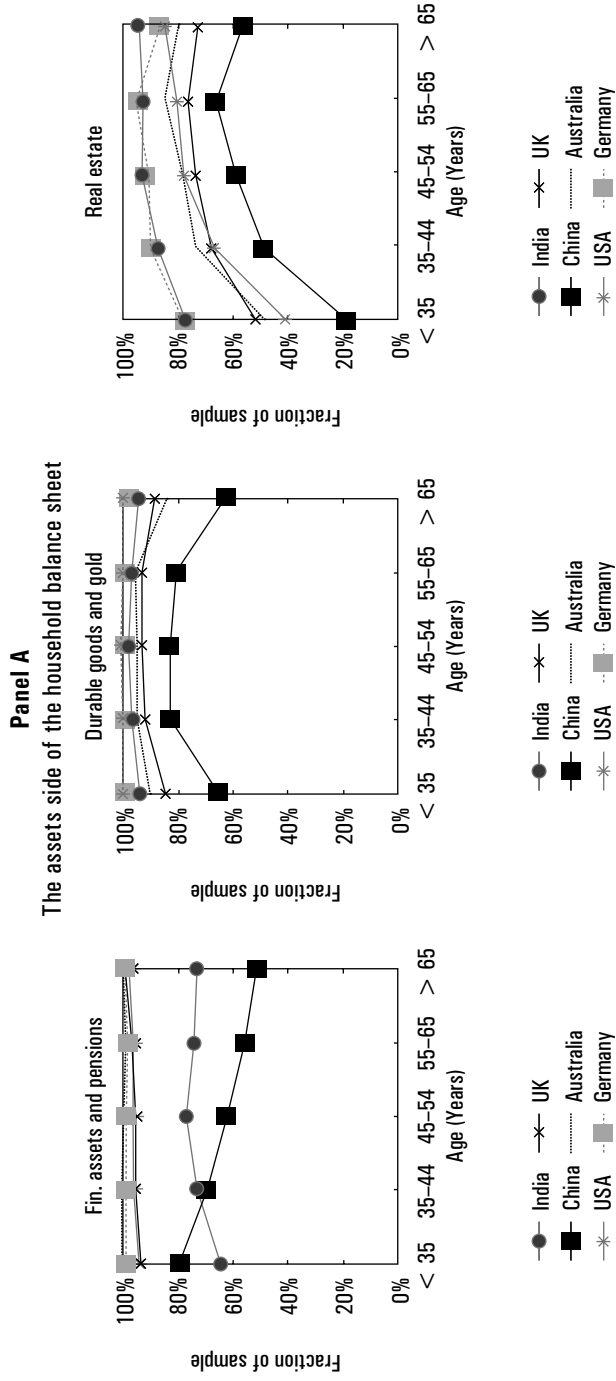 Panel A
The assets side of the household balance sheet
Fin. assets and pensions
Fraction of sample
100%
80%
60%
40%
20%
0%
< 35
35–44
45–54
55–65
> 65
Age (Years)
India
UK
China
Australia
USA
Germany
Durable goods and gold
Fraction of sample
100%
80%
60%
40%
20%
0%
< 35
35–44
45–54
55–65
> 65
Age (Years)
India
UK
China
Australia
USA
Germany
Real estate
Fraction of sample
100%
80%
60%
40%
20%
0%
< 35
35–44
45–54
55–65
> 65
Age (Years)
India
UK
China
Australia
USA
Germany